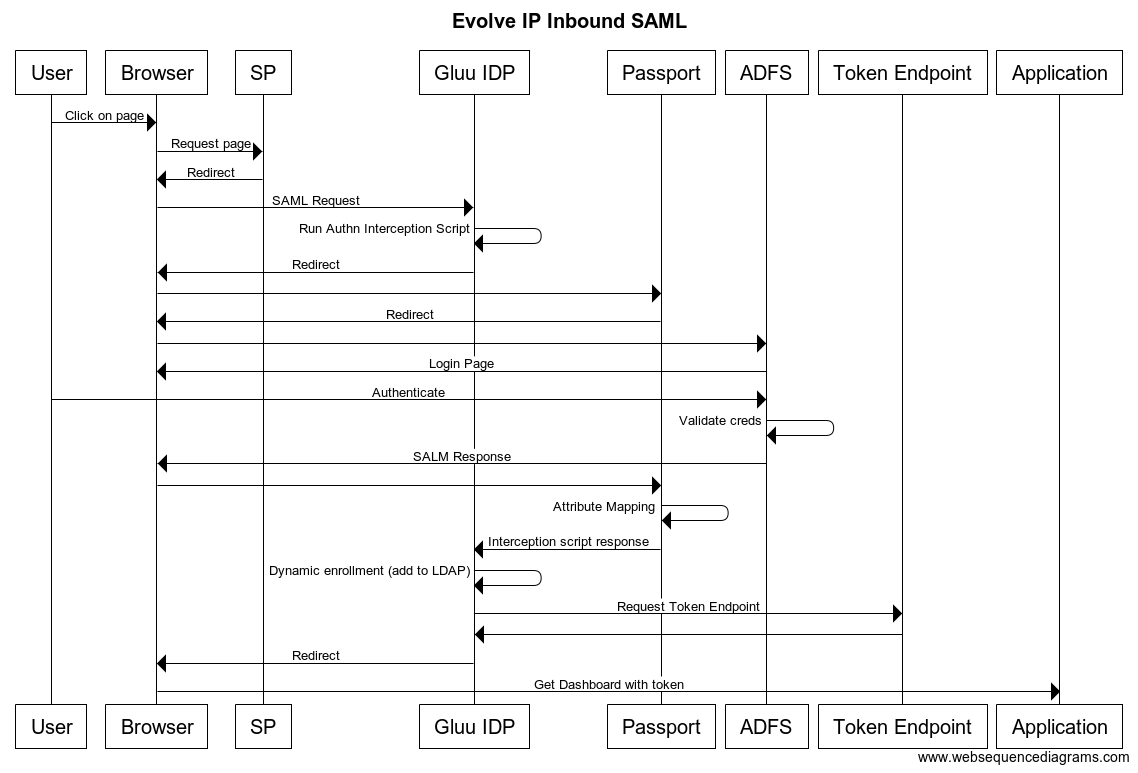 Evolve IP Inbound SAML
User
Browser
SP
Gluu IDP
Passport
ADFS
Token Endpoint
Application
Click on page
Request page
Redirect
SAML Request
Run Authn Interception Script
Redirect
Redirect
Login Page
Authenticate
Validate creds
SALM Response
Attribute Mapping
Interception script response
Dynamic enrollment (add to LDAP)
Request Token Endpoint
Redirect
Get Dashboard with token
User
Browser
SP
Gluu IDP
Passport
ADFS
Token Endpoint
Application
www.websequencediagrams.com